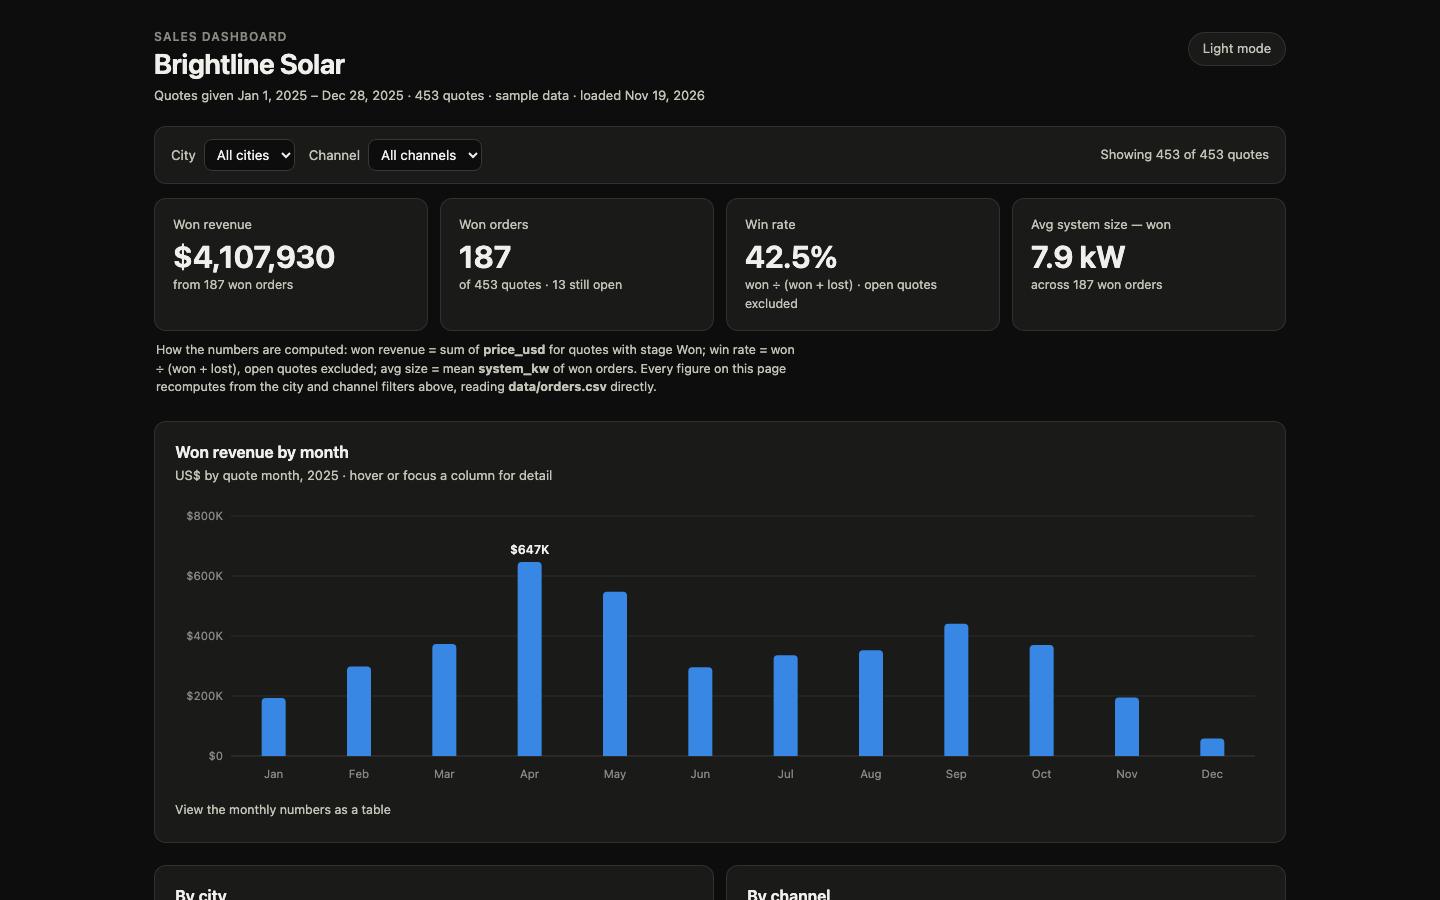 SALES DASHBOARD
Brightline Solar
Light mode
Quotes given Jan 1, 2025 – Dec 28, 2025 · 453 quotes · sample data · loaded Nov 19, 2026
City All cities Channel All channels Showing 453 of 453 quotes
Won revenue
$4,107,930
from 187 won orders
Won orders
187
of 453 quotes · 13 still open
Win rate
42.5%
won ÷ (won + lost) · open quotes
excluded
Avg system size — won
7.9 kW
across 187 won orders
How the numbers are computed: won revenue = sum of price_usd for quotes with stage Won; win rate = won
÷ (won + lost), open quotes excluded; avg size = mean system_kw of won orders. Every figure on this page
recomputes from the city and channel filters above, reading data/orders.csv directly.
Won revenue by month
US$ by quote month, 2025 · hover or focus a column for detail
$800K
$647K
$600K
$400K
$200K
$0
Jan Feb Mar Apr May Jun Jul Aug Sep Oct Nov Dec
View the monthly numbers as a table
By city
By channel